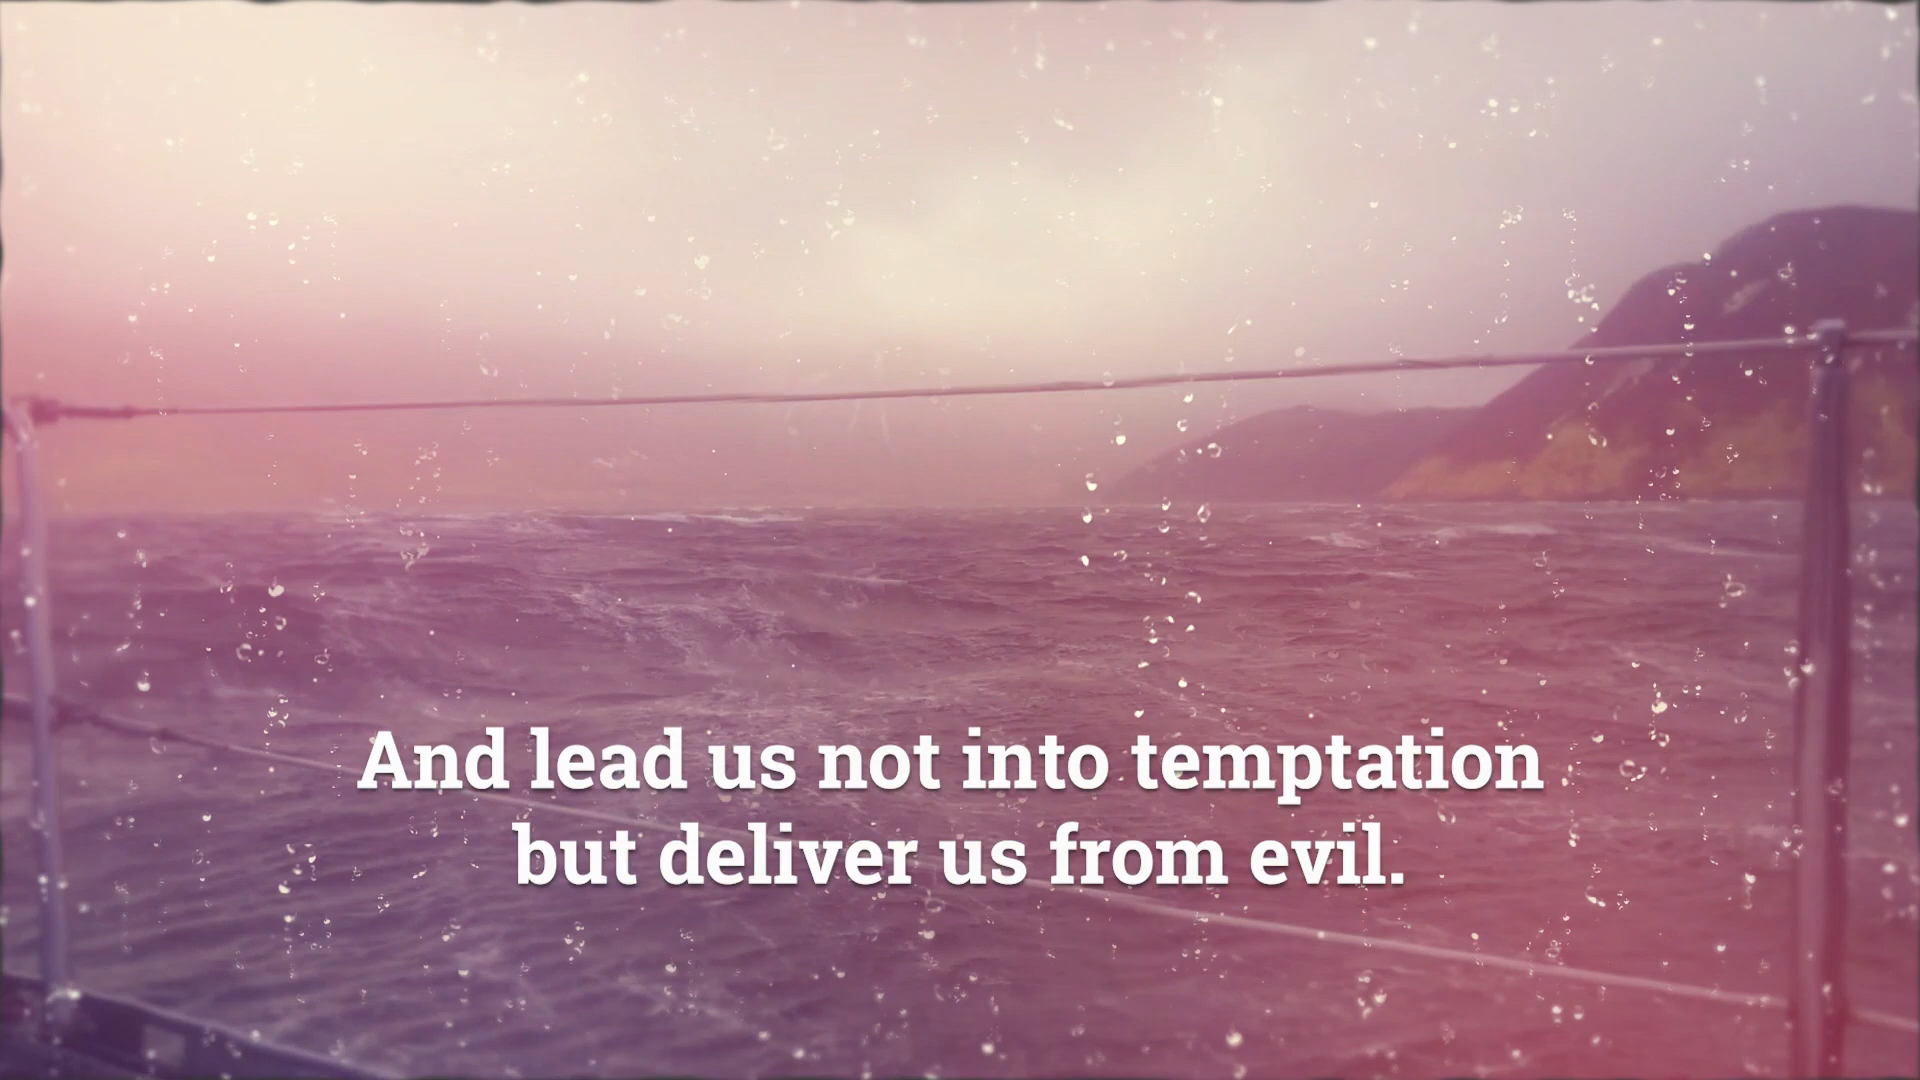 And lead us not into temptation
but deliver us from evil.